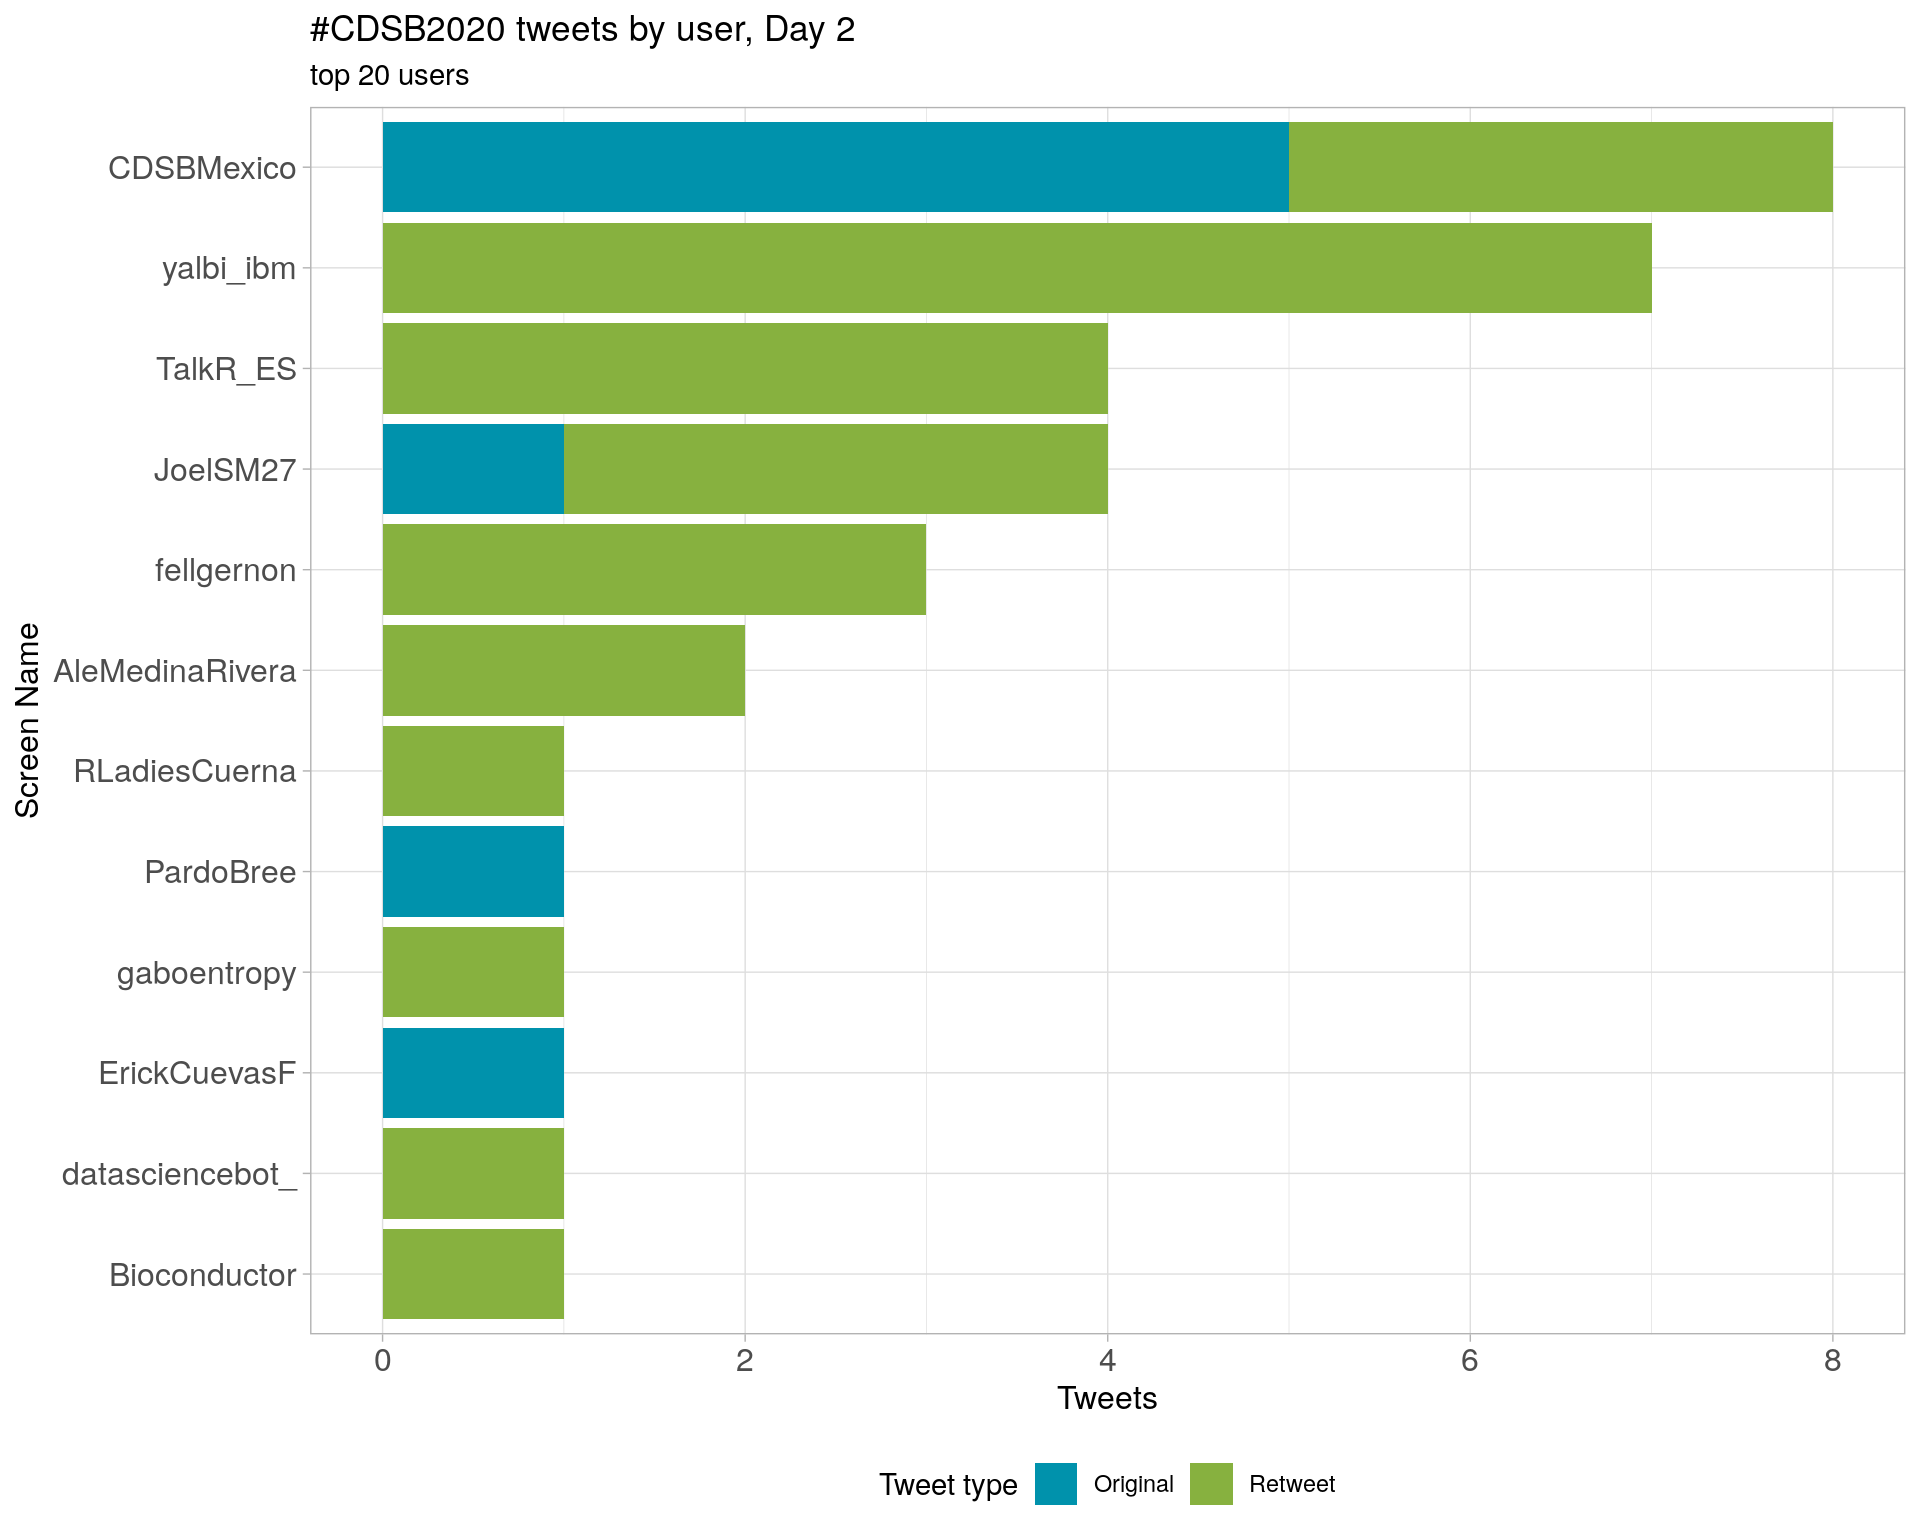 #CDSB2020 tweets by user, Day 2
top 20 users
Screen Name
CDSBMexico
yalbi_ibm
TalkR_ES
JoelSM27
fellgernon
AleMedinaRivera
RLadiesCuerna
PardoBree
gaboentropy
ErickCuevasF
datasciencebot_
Bioconductor
0 2 4 6 8
Tweets
Tweet type Original Retweet